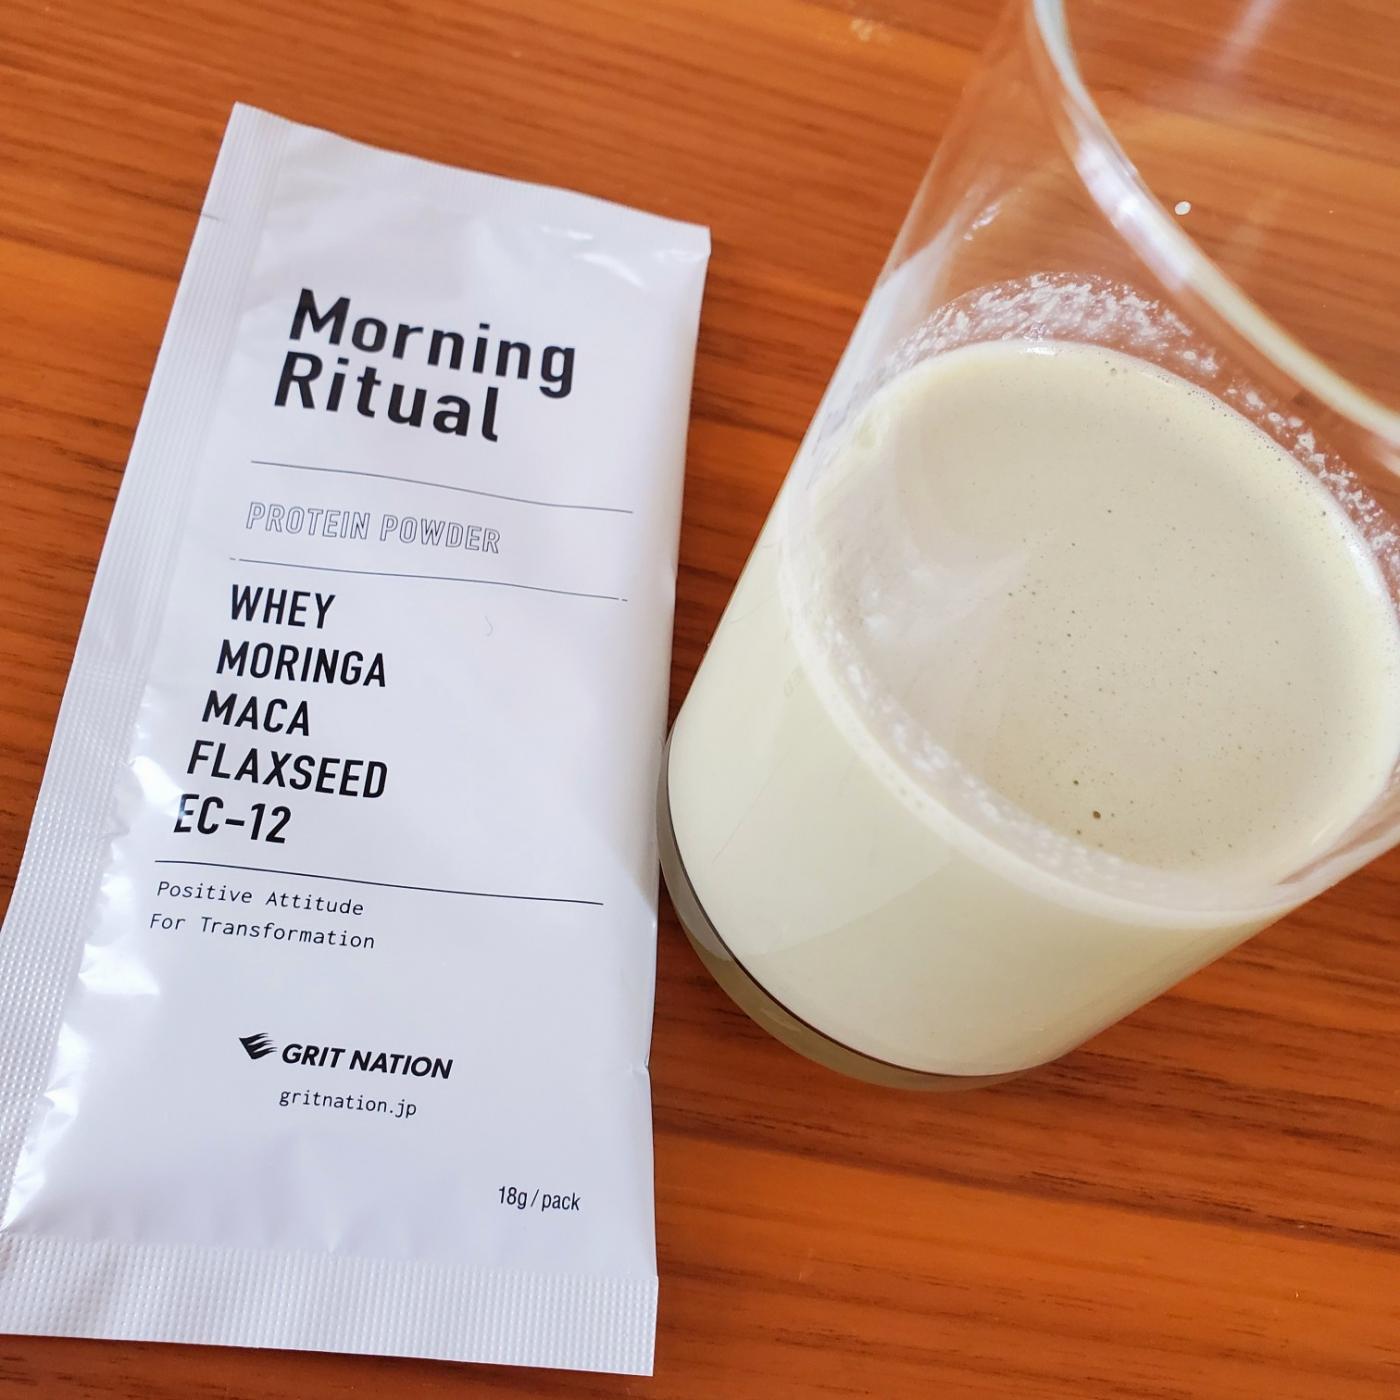 Morning
Ritual
PROTEIN POWDER
WHEY
MORINGA
MACA
FLAXSEED
EC-12
Positive Attitude
For Transformation
GRIT NATION
gritnation.jp
18g/pack